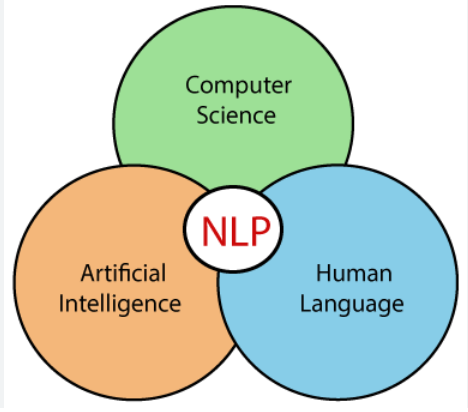 Computer
Science
NLP
Artificial
Intelligence
Human
Language